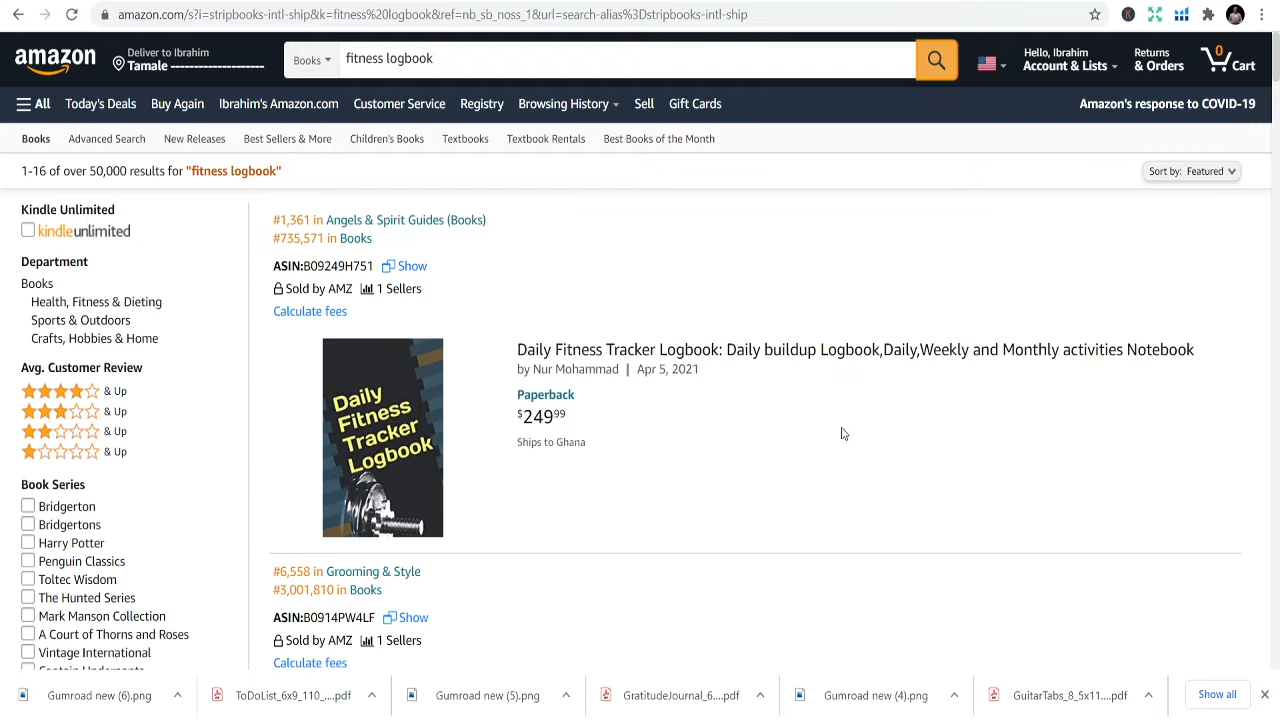 amazon.com/s?i=stripbooks-intl-ship&k=fitness%20logbook&ref=nb_sb_noss_1&url=search-alias%3Dstripbooks-intl-ship
amazon
Deliver to Ibrahim
Tamale --------------------
Books
fitness logbook
Hello, Ibrahim
Account & Lists
Returns
& Orders
0
Cart
All Today's Deals Buy Again Ibrahim's Amazon.com Customer Service Registry Browsing History Sell Gift Cards Amazon's response to COVID-19
Books Advanced Search New Releases Best Sellers & More Children's Books Textbooks Textbook Rentals Best Books of the Month
1-16 of over 50,000 results for "fitness logbook" Sort by: Featured
Kindle Unlimited
kindleunlimited
Department
Books
Health, Fitness & Dieting
Sports & Outdoors
Crafts, Hobbies & Home
Avg. Customer Review
& Up
& Up
& Up
& Up
Book Series
Bridgerton
Bridgertons
Harry Potter
Penguin Classics
Toltec Wisdom
The Hunted Series
Mark Manson Collection
A Court of Thorns and Roses
Vintage International
Captain Underpants
#1,361 in Angels & Spirit Guides (Books)
#735,571 in Books
ASIN:B09249H751 Show
Sold by AMZ 1 Sellers
Calculate fees
Daily
Fitness
Tracker
Logbook
Daily Fitness Tracker Logbook: Daily buildup Logbook,Daily,Weekly and Monthly activities Notebook
by Nur Mohammad | Apr 5, 2021
Paperback
$24999
Ships to Ghana
#6,558 in Grooming & Style
#3,001,810 in Books
ASIN:B0914PW4LF Show
Sold by AMZ 1 Sellers
Calculate fees
Gumroad new (6).png ToDoList_6x9_110_....pdf Gumroad new (5).png GratitudeJournal_6....pdf Gumroad new (4).png GuitarTabs_8_5x11....pdf Show all